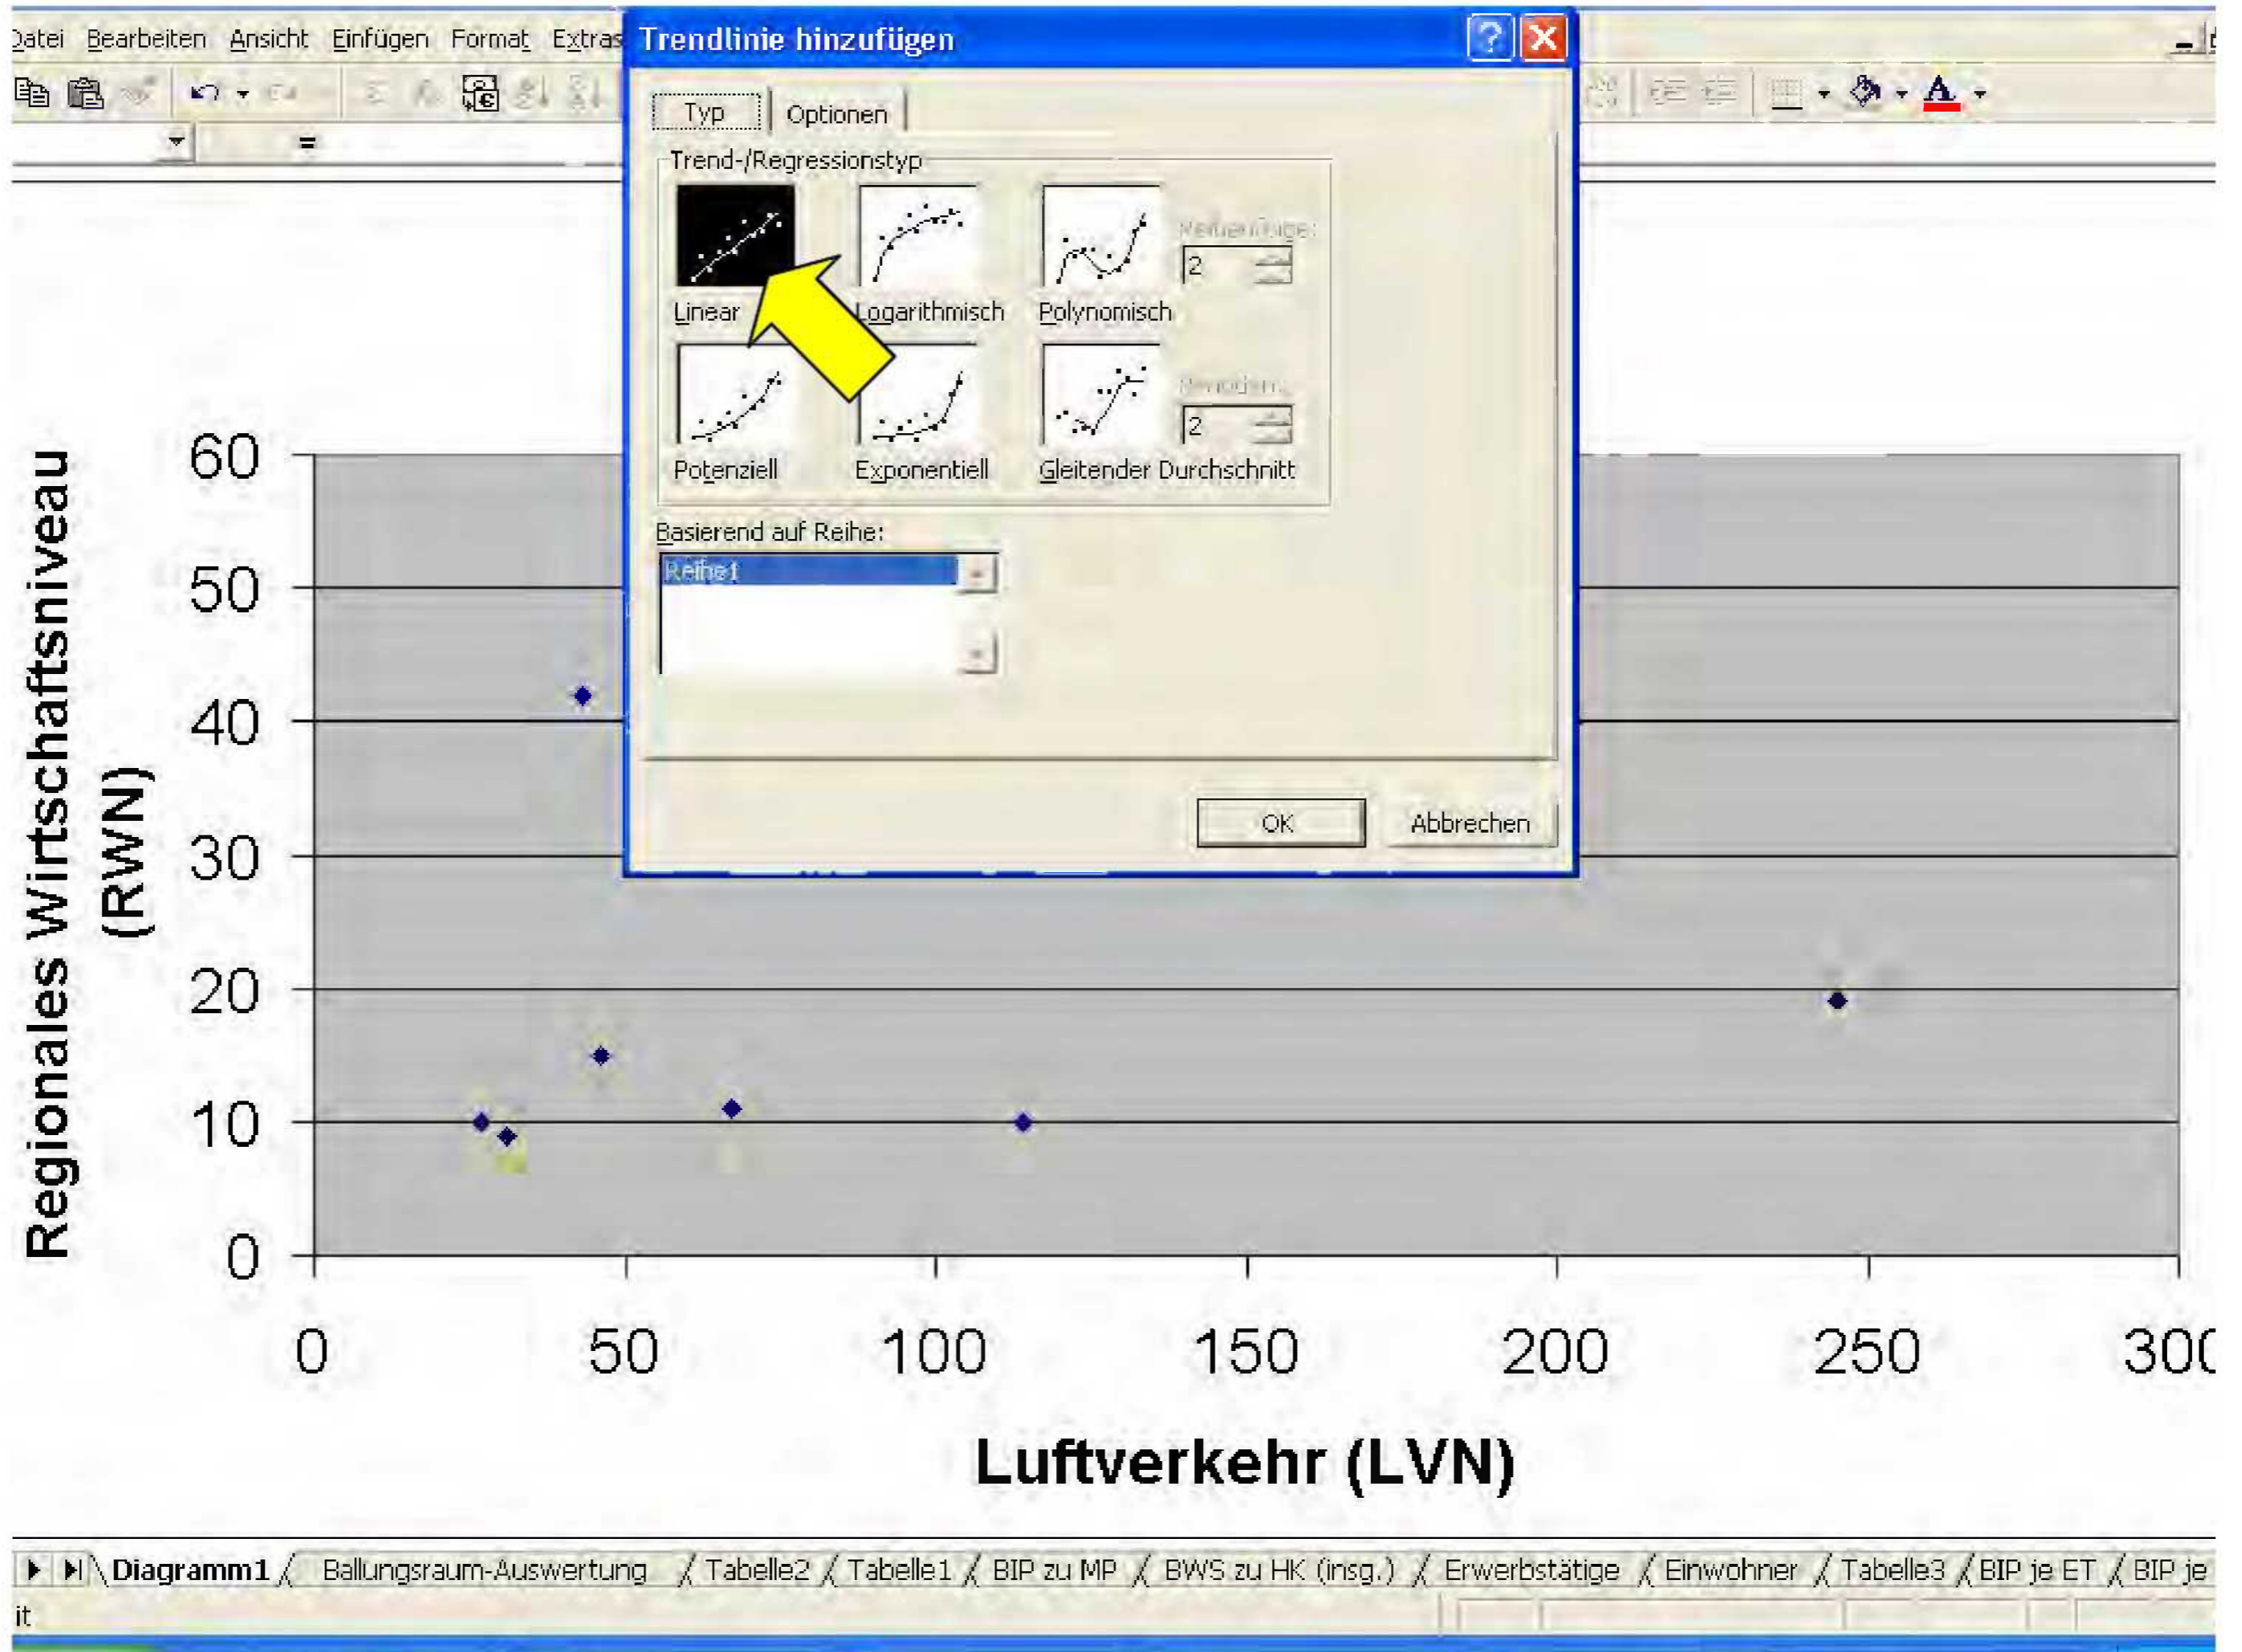 Datei Bearbeiten Ansicht Einfügen Format Extras
Trendlinie hinzufügen
=
Typ Optionen
Trend-/Regressionstyp
Linear Logarithmisch Polynomisch
2
Potenziell Exponentiell Gleitender Durchschnitt
2
Basierend auf Reihe:
Reihe1
OK Abbrechen
Regionales Wirtschaftsniveau
(RWN)
60
50
40
30
20
10
0
0 50 100 150 200 250 300
Luftverkehr (LVN)
Diagramm1 / Ballungsraum-Auswertung / Tabelle2 / Tabelle1 / BIP zu MP / BWS zu HK (insg.) / Erwerbstätige / Einwohner / Tabelle3 / BIP je ET / BIP je
it